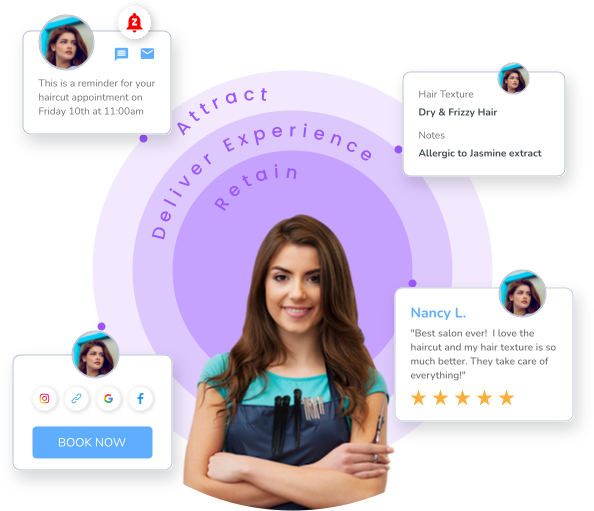 This is a reminder for your
haircut appointment on
Friday 10th at 11:00am
Attract
Deliver Experience
Retain
Hair Texture
Dry & Frizzy Hair
Notes
Allergic to Jasmine extract
Nancy L.
"Best salon ever! I love the
haircut and my hair texture is so
much better. They take care of
everything!"
BOOK NOW